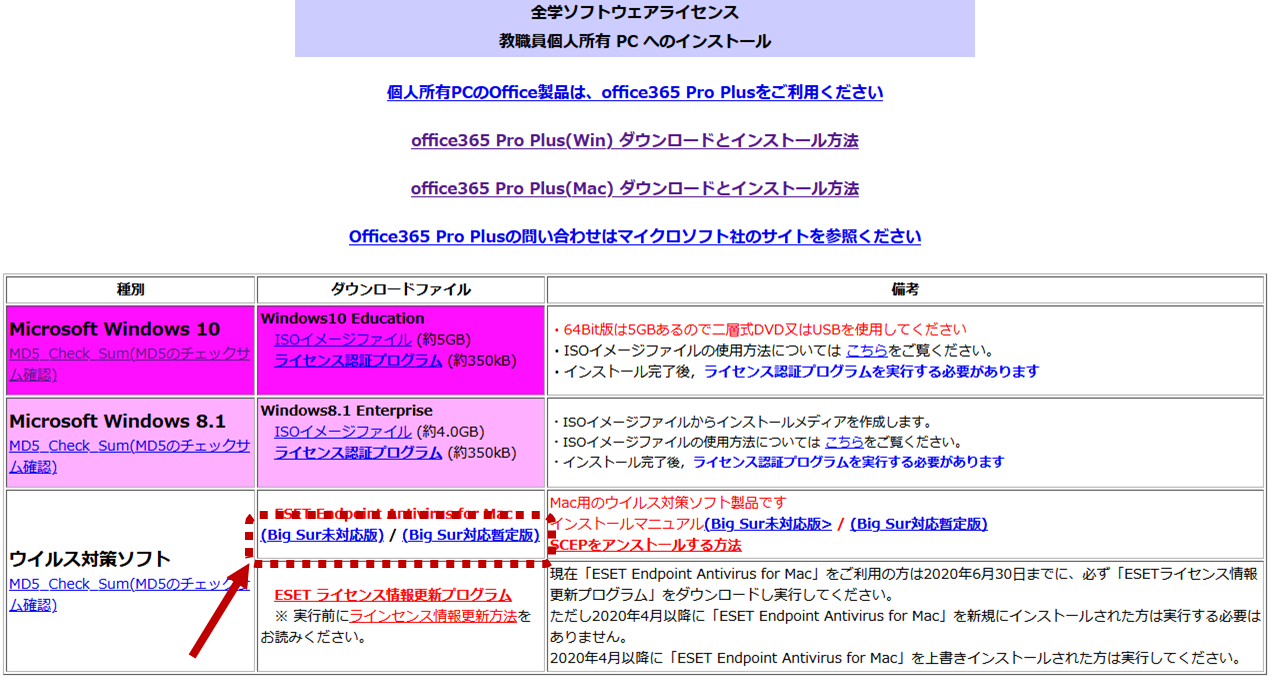 全学ソフトウェアライセンス
教職員個人所有 PC へのインストール
個人所有PCのOffice製品は、office365 Pro Plusをご利用ください
office365 Pro Plus(Win) ダウンロードとインストール方法
office365 Pro Plus(Mac) ダウンロードとインストール方法
Office365 Pro Plusの問い合わせはマイクロソフト社のサイトを参照ください
種別
ダウンロードファイル
備考
Microsoft Windows 10
MD5_Check_Sum(MD5のチェックサ
ム確認)
Windows10 Education
ISOイメージファイル (約5GB)
ライセンス認証プログラム (約350kB)
・64Bit版は5GBあるので二層式DVD又はUSBを使用してください
・ISOイメージファイルの使用方法については こちらをご覧ください。
・インストール完了後，ライセンス認証プログラムを実行する必要があります
Microsoft Windows 8.1
MD5_Check_Sum(MD5のチェックサ
ム確認)
Windows8.1 Enterprise
ISOイメージファイル (約4.0GB)
ライセンス認証プログラム (約350kB)
・ISOイメージファイルからインストールメディアを作成します。
・ISOイメージファイルの使用方法については こちらをご覧ください。
・インストール完了後，ライセンス認証プログラムを実行する必要があります
ウイルス対策ソフト
MD5_Check_Sum(MD5のチェックサ
ム確認)
ESET Endpoint Antivirus for Mac
(Big Sur未対応版) / (Big Sur対応暫定版)
ESET ライセンス情報更新プログラム
※ 実行前にラインセンス情報更新方法を
お読みください。
Mac用のウイルス対策ソフト製品です
インストールマニュアル(Big Sur未対応版> / (Big Sur対応暫定版)
SCEPをアンストールする方法
現在「ESET Endpoint Antivirus for Mac」をご利用の方は2020年6月30日までに、必ず「ESETライセンス情報
更新プログラム」をダウンロードし実行してください。
ただし2020年4月以降に「ESET Endpoint Antivirus for Mac」を新規にインストールされた方は実行する必要は
ありません。
2020年4月以降に「ESET Endpoint Antivirus for Mac」を上書きインストールされた方は実行してください。